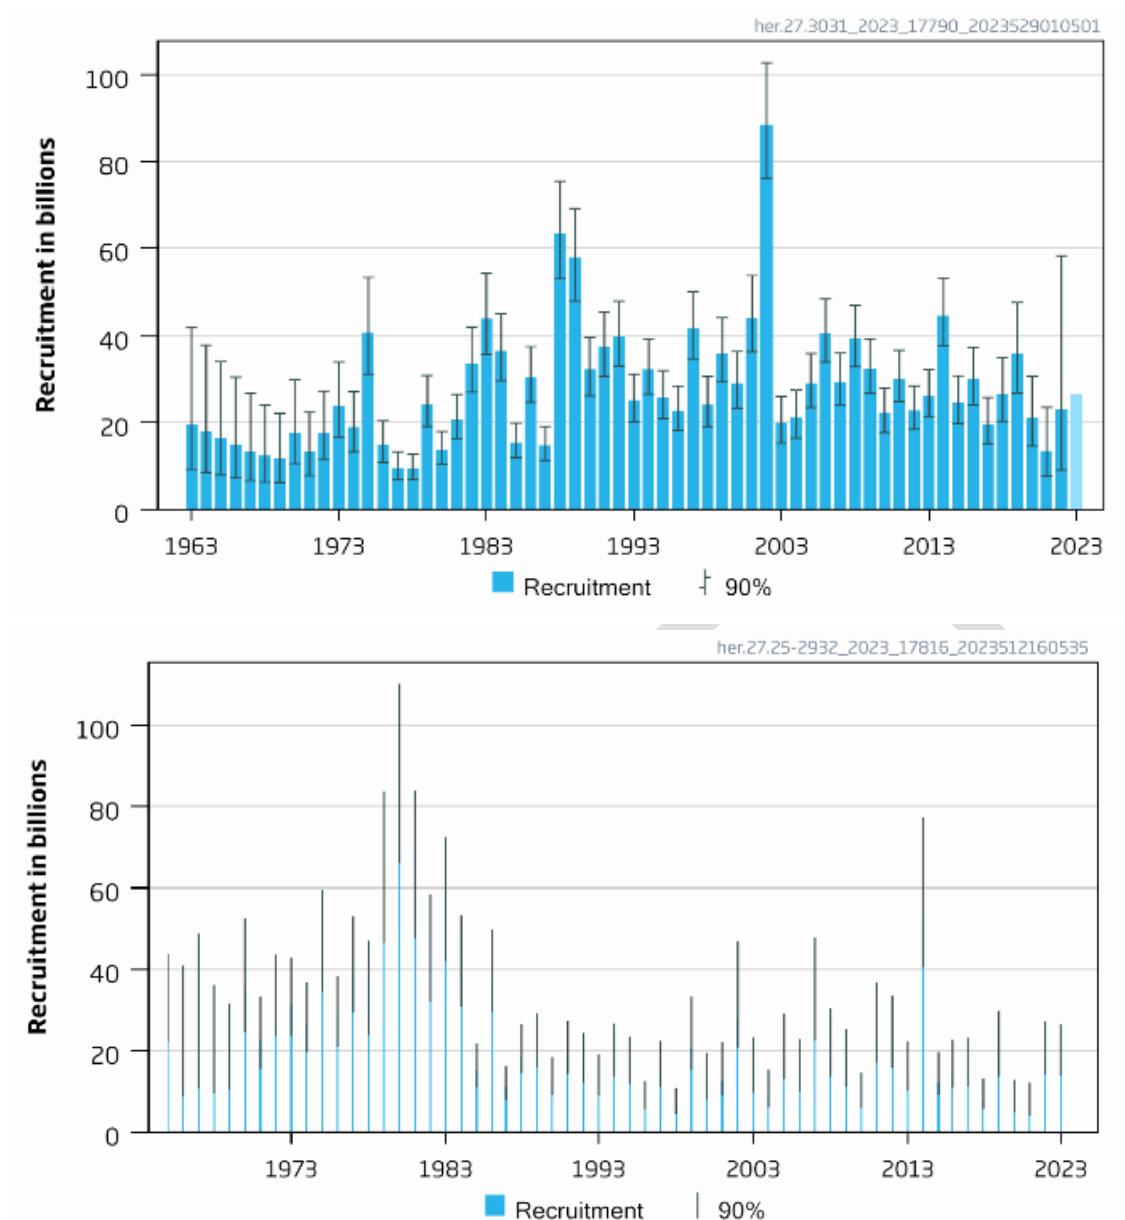 her.27.3031_2023_17790_2023529010501
Recruitment in billions
100
80
60
40
20
0
1963 1973 1983 1993 2003 2013 2023
Recruitment 90%
her.27.25-2932_2023_17816_2023512160535
Recruitment in billions
100
80
60
40
20
0
1973 1983 1993 2003 2013 2023
Recruitment 90%